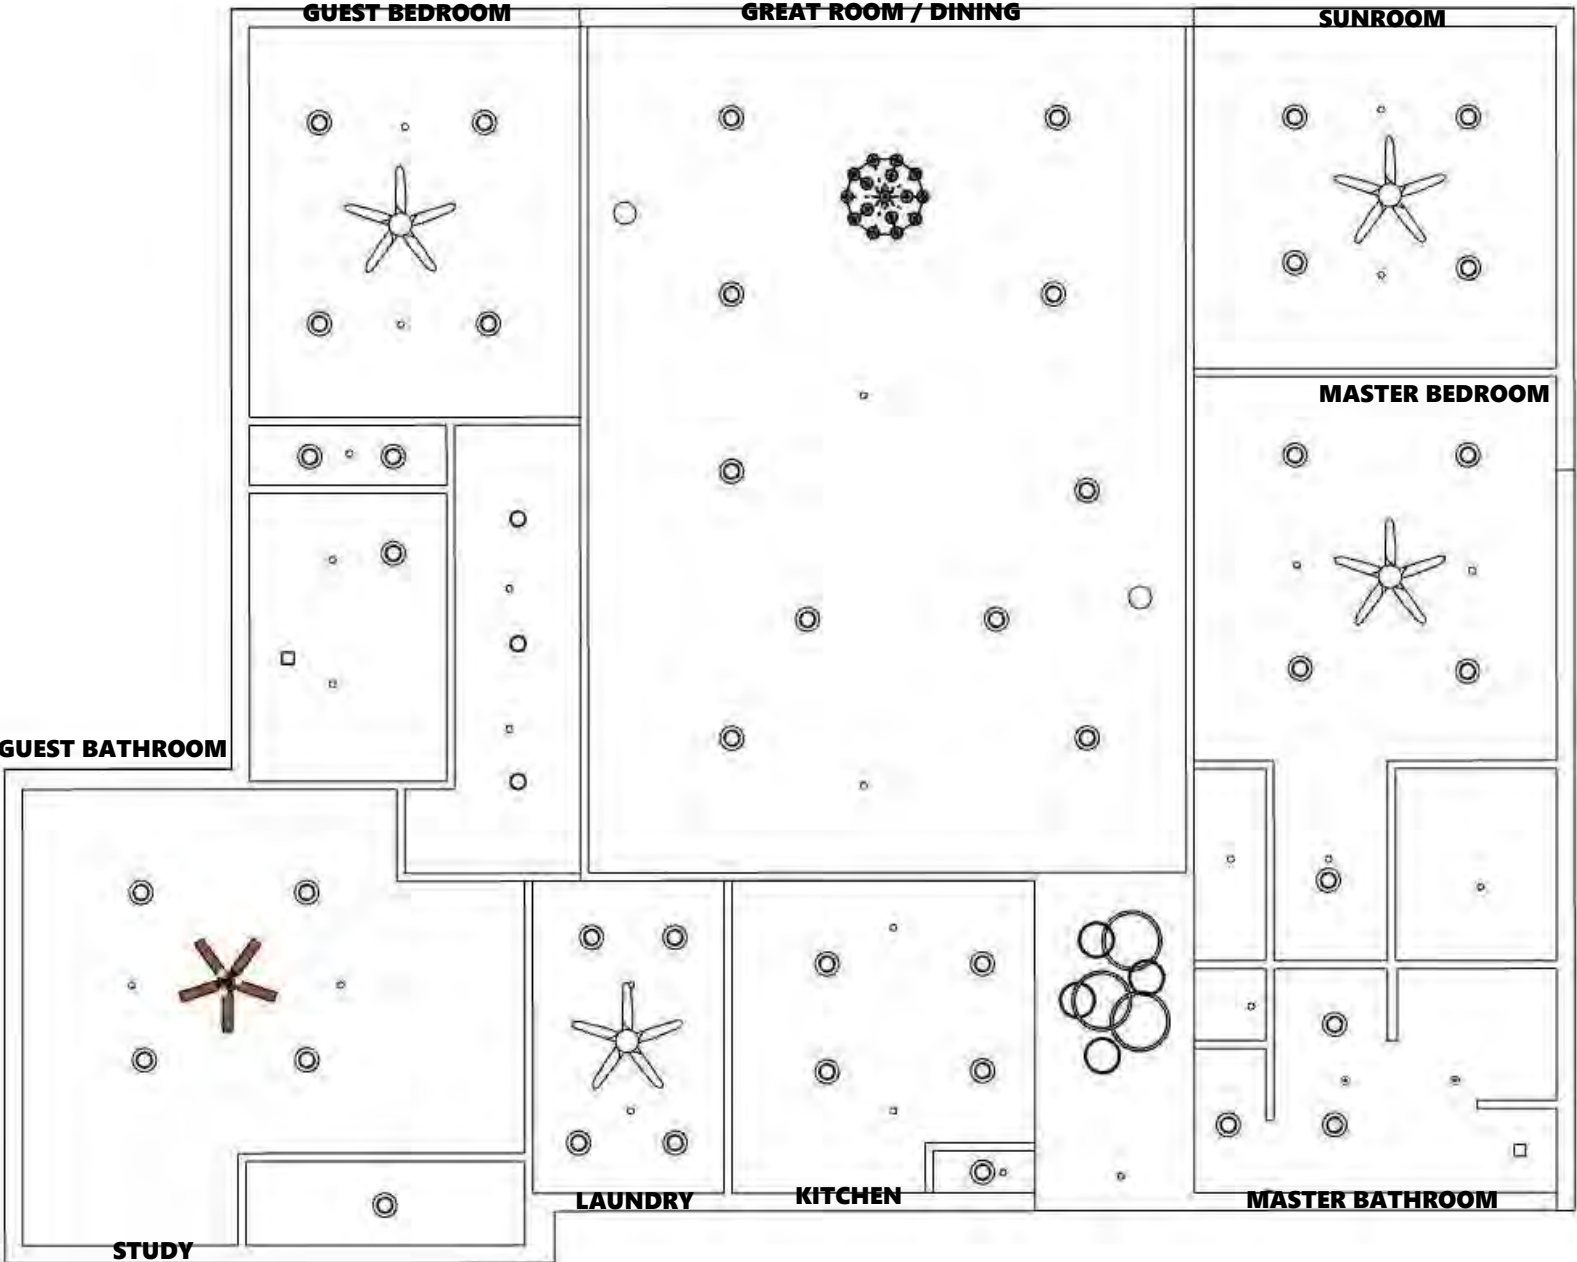 GUEST BEDROOM
GREAT ROOM / DINING
SUNROOM
MASTER BEDROOM
GUEST BATHROOM
LAUNDRY
KITCHEN
MASTER BATHROOM
STUDY